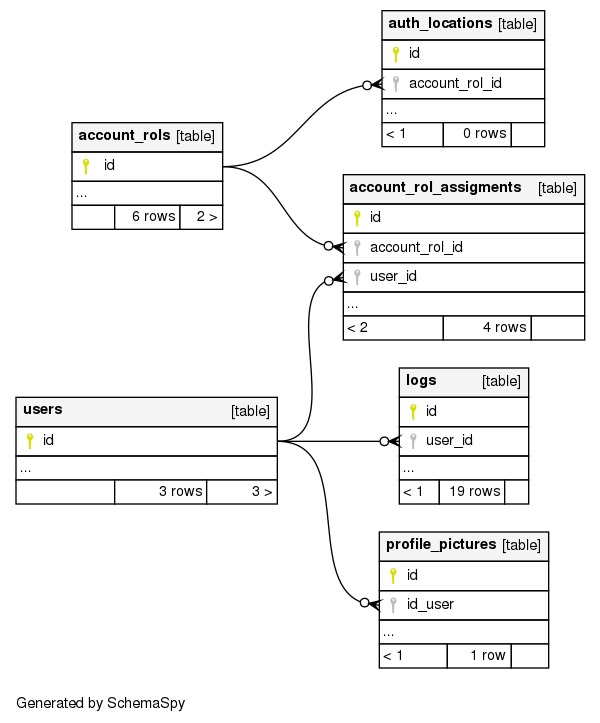 auth_locations [table]
id
account_rol_id
...
< 1 0 rows
account_rols [table]
id
...
6 rows 2 >
account_rol_assigments [table]
id
account_rol_id
user_id
...
< 2 4 rows
logs [table]
id
user_id
...
< 1 19 rows
users [table]
id
...
3 rows 3 >
profile_pictures [table]
id
id_user
...
< 1 1 row
Generated by SchemaSpy